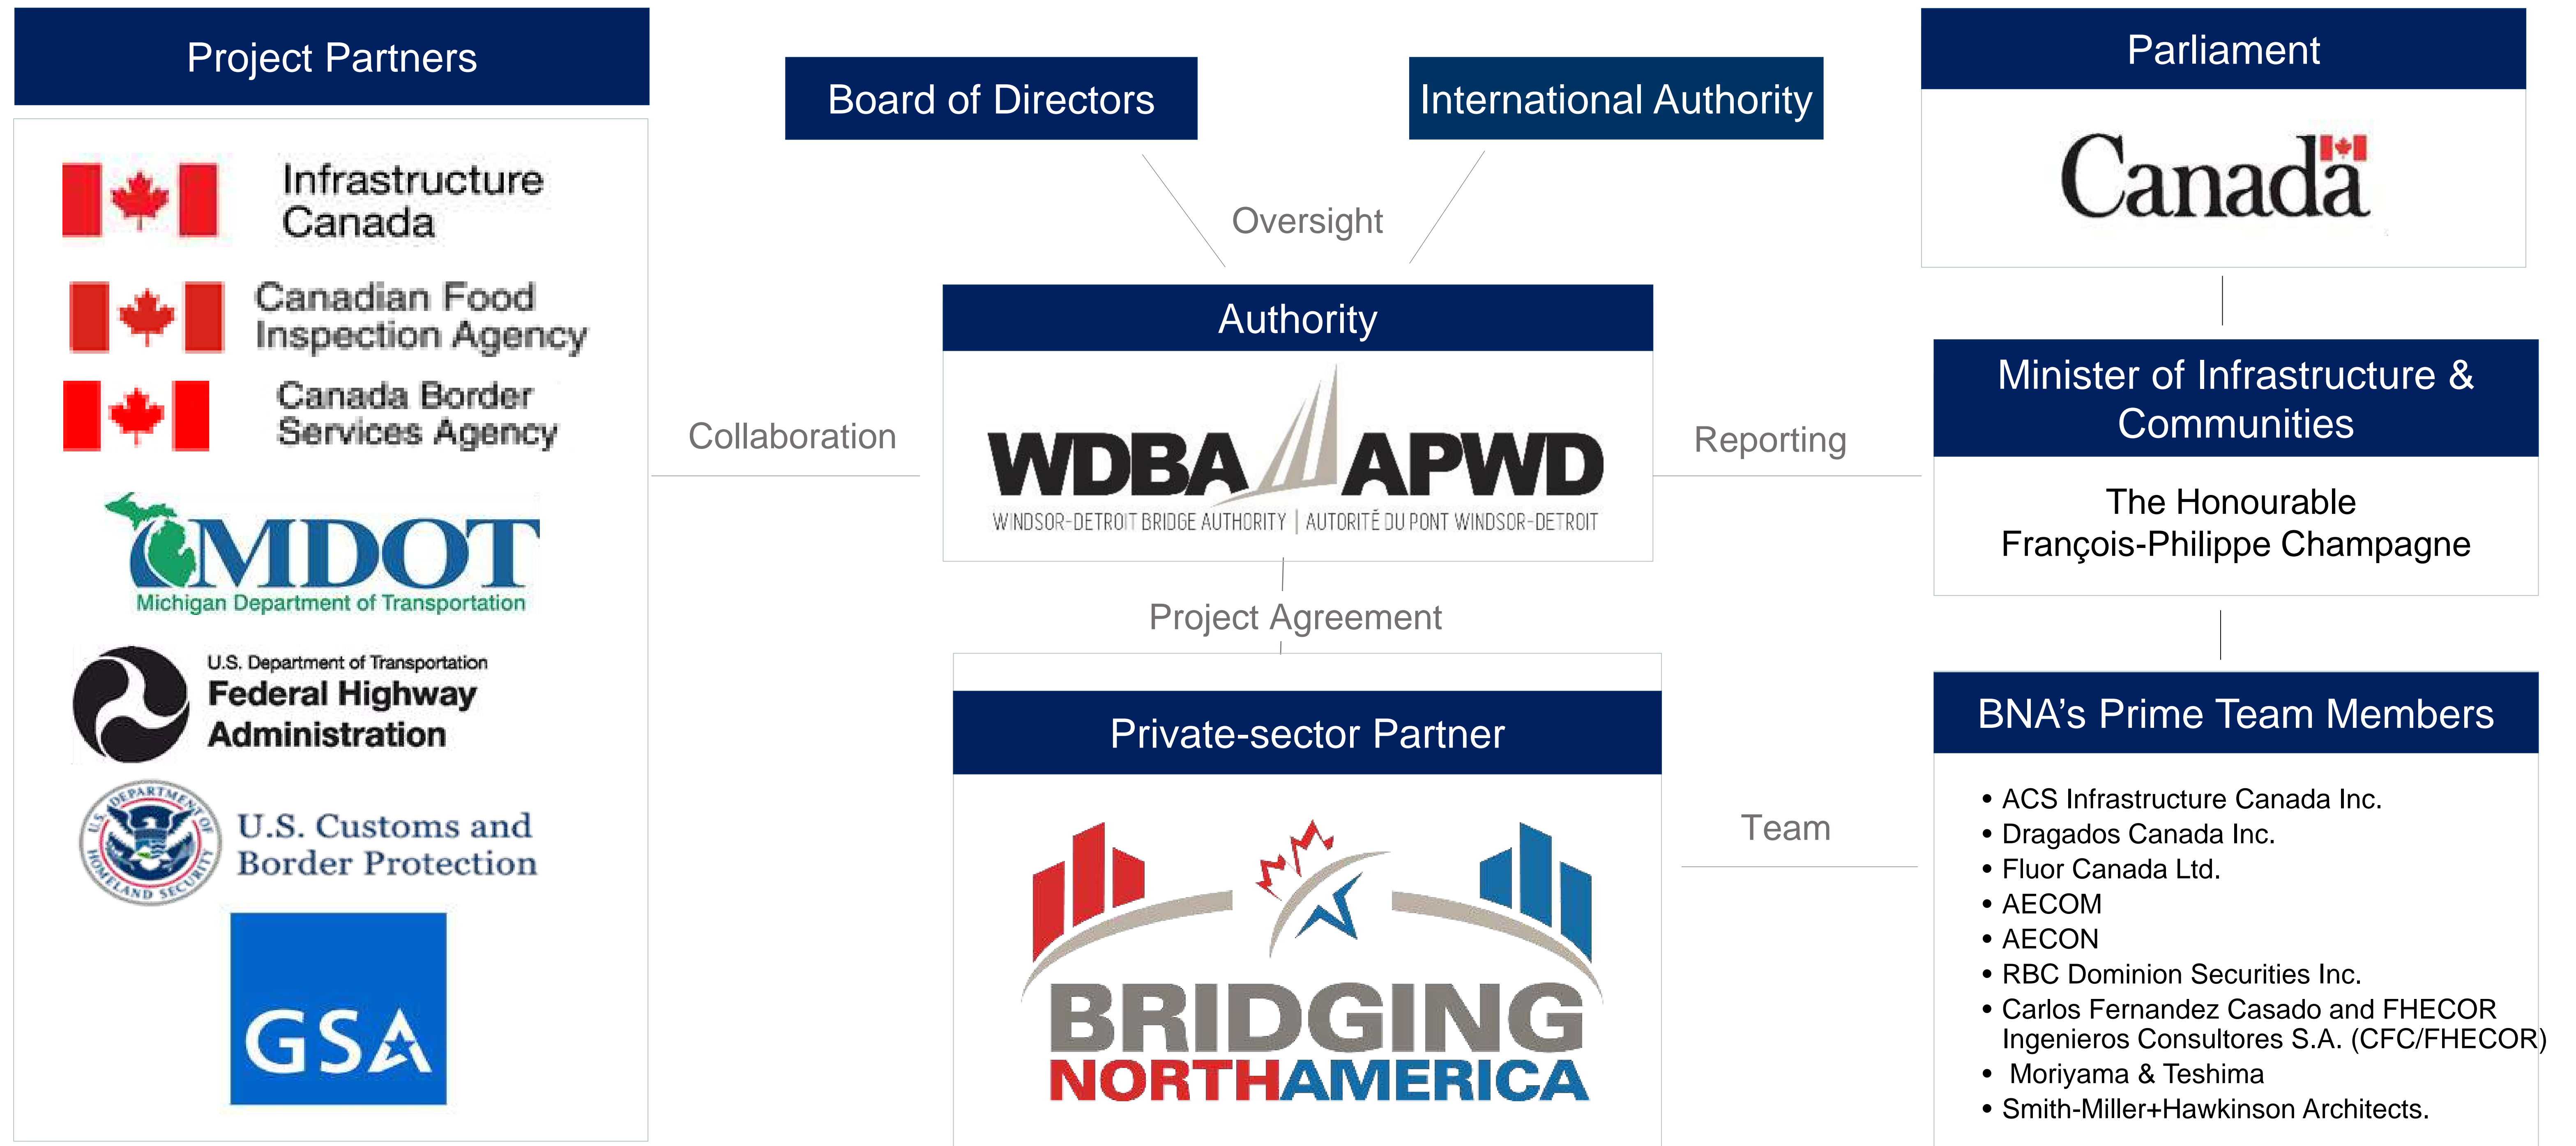 Project Partners
Infrastructure
Canada
Canadian Food
Inspection Agency
Canada Border
Services Agency
MDOT
Michigan Department of Transportation
U.S. Department of Transportation
Federal Highway
Administration
U.S. DEPARTMENT OF HOMELAND SECURITY
U.S. Customs and
Border Protection
GSA
Collaboration
Board of Directors
International Authority
Oversight
Authority
WDBA APWD
WINDSOR-DETROIT BRIDGE AUTHORITY | AUTORITÉ DU PONT WINDSOR-DETROIT
Project Agreement
Private-sector Partner
BRIDGING
NORTHAMERICA
Reporting
Team
Parliament
Canada
Minister of Infrastructure &
Communities
The Honourable
François-Philippe Champagne
BNA’s Prime Team Members
• ACS Infrastructure Canada Inc.
• Dragados Canada Inc.
• Fluor Canada Ltd.
• AECOM
• AECON
• RBC Dominion Securities Inc.
• Carlos Fernandez Casado and FHECOR
Ingenieros Consultores S.A. (CFC/FHECOR)
• Moriyama & Teshima
• Smith-Miller+Hawkinson Architects.